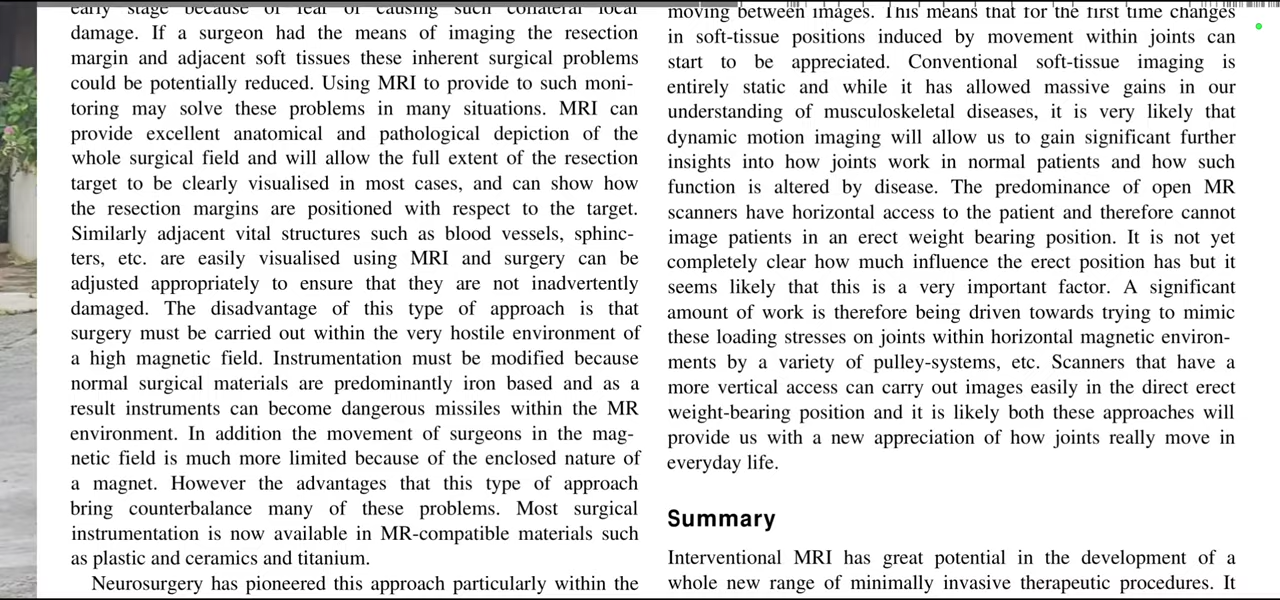 early stage because of fear of causing such collateral local
damage. If a surgeon had the means of imaging the resection
margin and adjacent soft tissues these inherent surgical problems
could be potentially reduced. Using MRI to provide to such moni-
toring may solve these problems in many situations. MRI can
provide excellent anatomical and pathological depiction of the
whole surgical field and will allow the full extent of the resection
target to be clearly visualised in most cases, and can show how
the resection margins are positioned with respect to the target.
Similarly adjacent vital structures such as blood vessels, sphinc-
ters, etc. are easily visualised using MRI and surgery can be
adjusted appropriately to ensure that they are not inadvertently
damaged. The disadvantage of this type of approach is that
surgery must be carried out within the very hostile environment of
a high magnetic field. Instrumentation must be modified because
normal surgical materials are predominantly iron based and as a
result instruments can become dangerous missiles within the MR
environment. In addition the movement of surgeons in the mag-
netic field is much more limited because of the enclosed nature of
a magnet. However the advantages that this type of approach
bring counterbalance many of these problems. Most surgical
instrumentation is now available in MR-compatible materials such
as plastic and ceramics and titanium.
Neurosurgery has pioneered this approach particularly within the
moving between images. This means that for the first time changes
in soft-tissue positions induced by movement within joints can
start to be appreciated. Conventional soft-tissue imaging is
entirely static and while it has allowed massive gains in our
understanding of musculoskeletal diseases, it is very likely that
dynamic motion imaging will allow us to gain significant further
insights into how joints work in normal patients and how such
function is altered by disease. The predominance of open MR
scanners have horizontal access to the patient and therefore cannot
image patients in an erect weight bearing position. It is not yet
completely clear how much influence the erect position has but it
seems likely that this is a very important factor. A significant
amount of work is therefore being driven towards trying to mimic
these loading stresses on joints within horizontal magnetic environ-
ments by a variety of pulley-systems, etc. Scanners that have a
more vertical access can carry out images easily in the direct erect
weight-bearing position and it is likely both these approaches will
provide us with a new appreciation of how joints really move in
everyday life.
Summary
Interventional MRI has great potential in the development of a
whole new range of minimally invasive therapeutic procedures. It